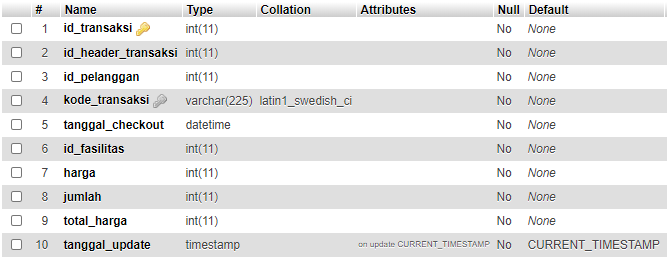 # Name Type Collation Attributes Null Default
1 id_transaksi int(11) No None
2 id_header_transaksi int(11) No None
3 id_pelanggan int(11) No None
4 kode_transaksi varchar(225) latin1_swedish_ci No None
5 tanggal_checkout datetime No None
6 id_fasilitas int(11) No None
7 harga int(11) No None
8 jumlah int(11) No None
9 total_harga int(11) No None
10 tanggal_update timestamp on update CURRENT_TIMESTAMP No CURRENT_TIMESTAMP